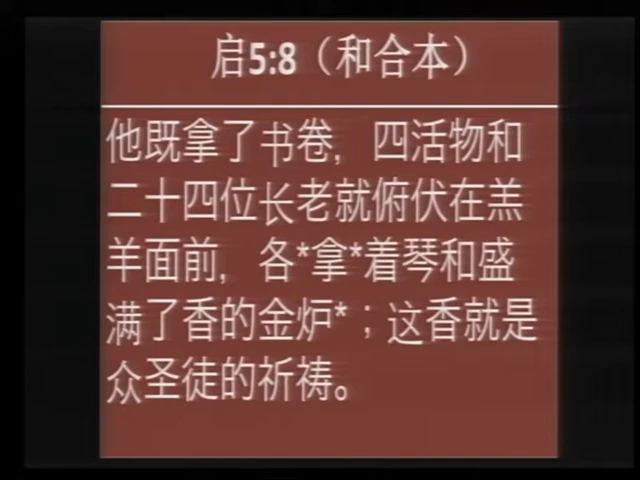 启5:8（和合本）
他既拿了书卷，四活物和
二十四位长老就俯伏在羔
羊面前，各*拿*着琴和盛
满了香的金炉*；这香就是
众圣徒的祈祷。